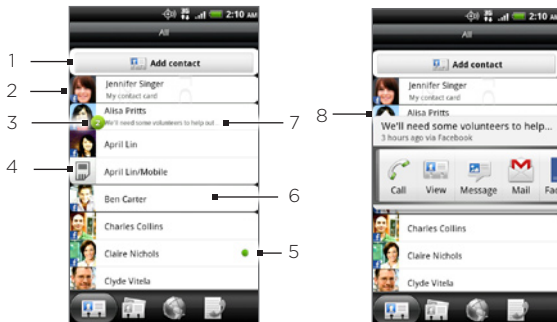 2:10 AM
All
1
Add contact
2
Jennifer Singer
My contact card
3
Alisa Pritts
We'll need some volunteers to help out ...
7
April Lin
4
April Lin/Mobile
Ben Carter
6
Charles Collins
Claire Nichols
5
Clyde Vitela
2:10 AM
All
Add contact
Jennifer Singer
My contact card
8
Alisa Pritts
We'll need some volunteers to help...
3 hours ago via Facebook
Call View Message Mail Fac
Charles Collins
Claire Nichols
Clyde Vitela